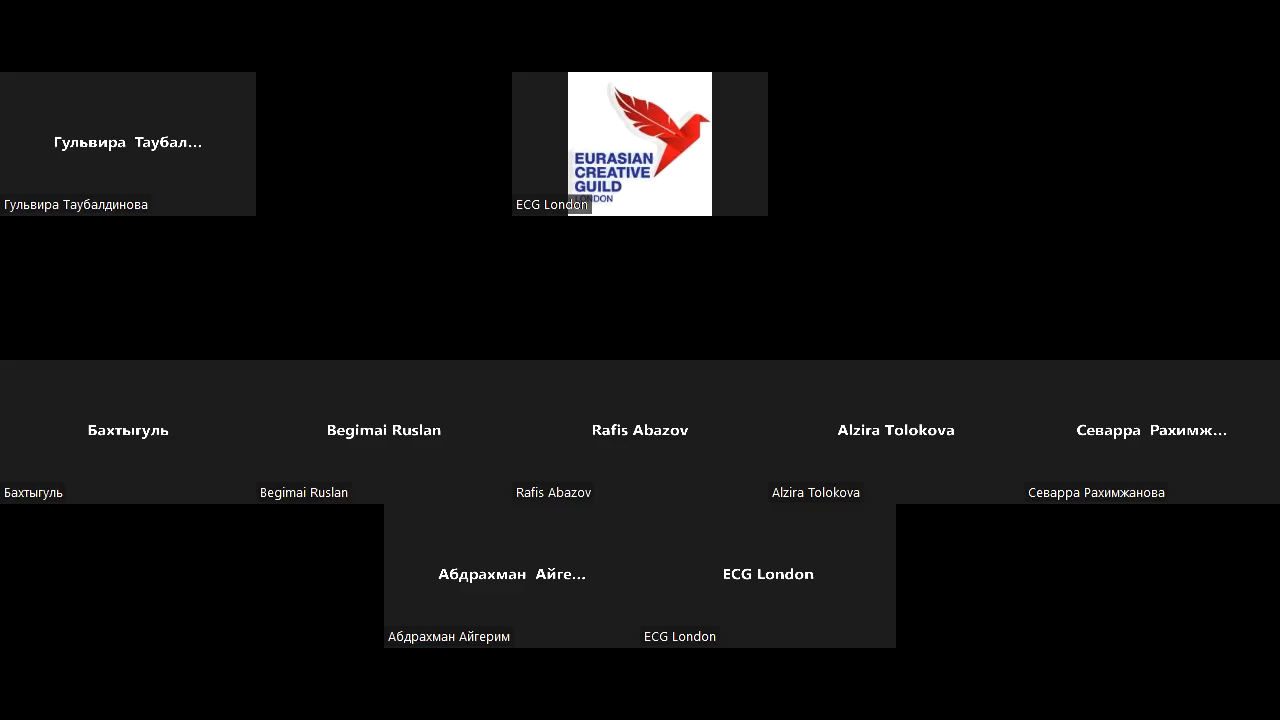 Гульвира Таубал...
Гульвира Таубалдинова
EURASIAN
CREATIVE
GUILD
LONDON
ECG London
Бахтыгуль
Begimai Ruslan
Rafis Abazov
Alzira Tolokova
Севарра Рахимж...
Бахтыгуль
Begimai Ruslan
Rafis Abazov
Alzira Tolokova
Севарра Рахимжанова
Абдрахман Айге...
ECG London
Абдрахман Айгерим
ECG London